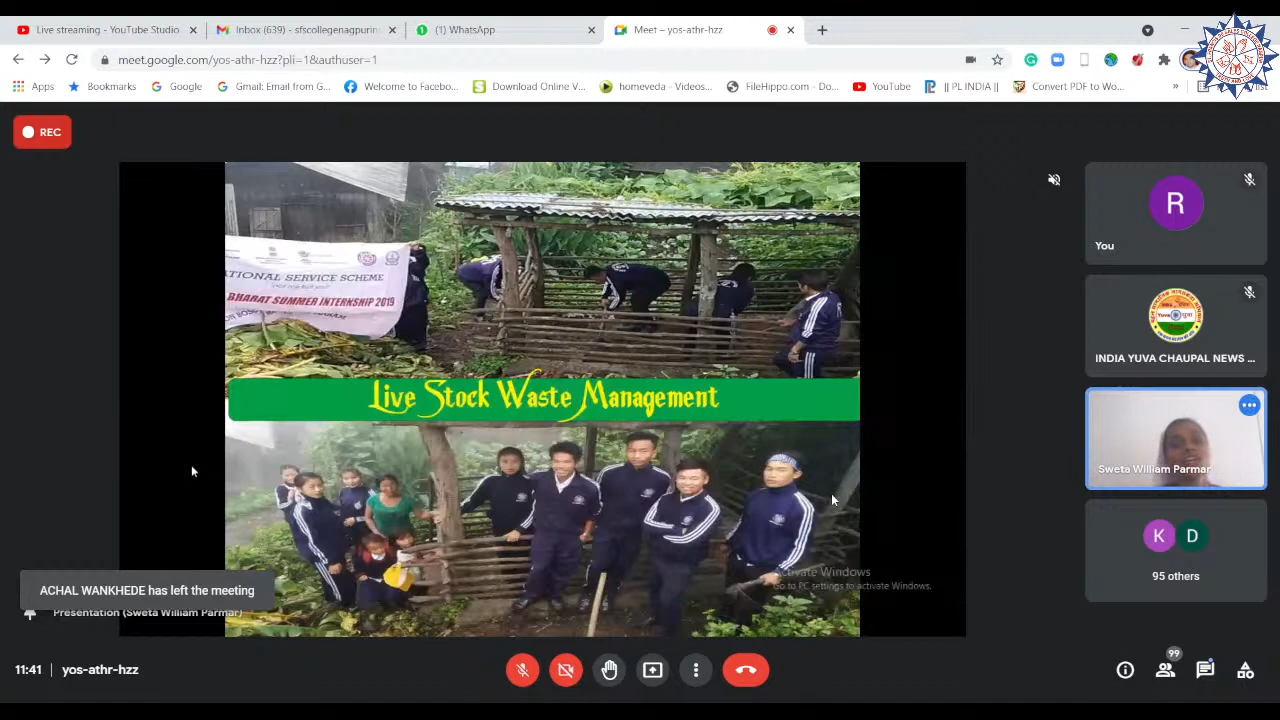 Live streaming - YouTube Studio
Inbox (639) - sfscollegenagpurin
(1) WhatsApp
Meet – yos-athr-hzz
meet.google.com/yos-athr-hzz?pli=1&authuser=1
Apps
Bookmarks
Google
Gmail: Email from G...
Welcome to Facebo...
Download Online V...
homeveda - Videos...
FileHippo.com - Do...
YouTube
|| PL INDIA ||
Convert PDF to Wo...
»
REC
NATIONAL SERVICE SCHEME
BHARAT SUMMER INTERNSHIP 2019
Live Stock Waste Management
R
You
INDIA YUVA CHAUPAL NEWS ...
Sweta William Parmar
K D
95 others
Activate Windows
Go to PC settings to activate Windows.
ACHAL WANKHEDE has left the meeting
Presentation (Sweta William Parmar)
11:41
yos-athr-hzz
99